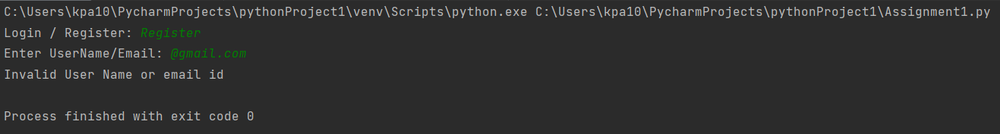 C:\Users\kpa10\PycharmProjects\pythonProject1\venv\Scripts\python.exe C:\Users\kpa10\PycharmProjects\pythonProject1\Assignment1.py
Login / Register: Register
Enter UserName/Email: @gmail.com
Invalid User Name or email id
Process finished with exit code 0